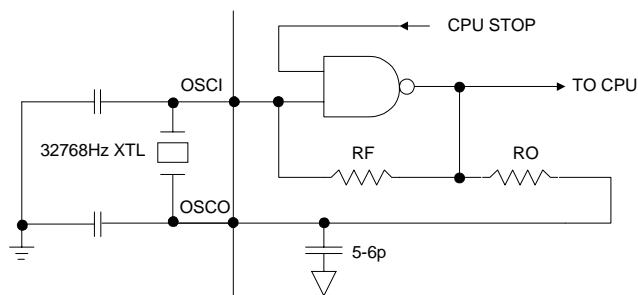 CPU STOP
OSCI
TO CPU
32768Hz XTL
RF
RO
OSCO
5-6p